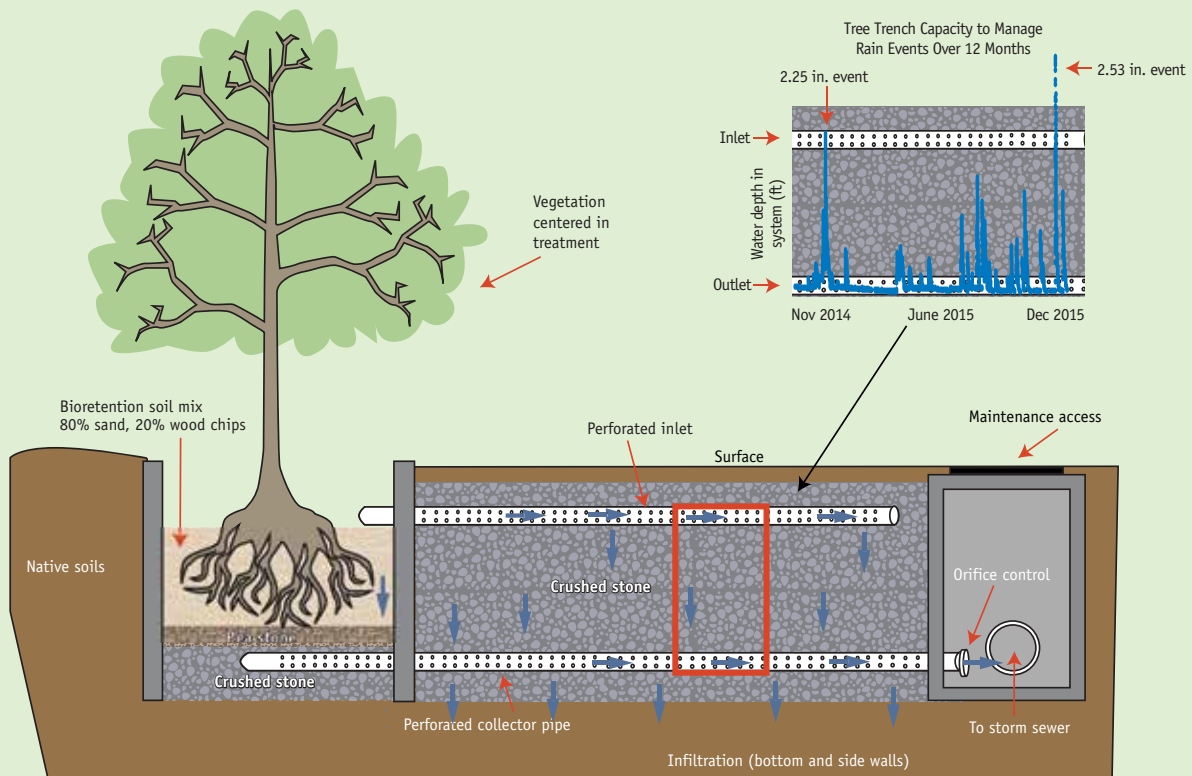 Tree Trench Capacity to Manage
Rain Events Over 12 Months
2.25 in. event
2.53 in. event
Inlet
Water depth in
system (ft)
Outlet
Nov 2014
June 2015
Dec 2015
Vegetation
centered in
treatment
Bioretention soil mix
80% sand, 20% wood chips
Perforated inlet
Surface
Maintenance access
Native soils
Crushed stone
Orifice control
Pea stone
Crushed stone
Perforated collector pipe
To storm sewer
Infiltration (bottom and side walls)